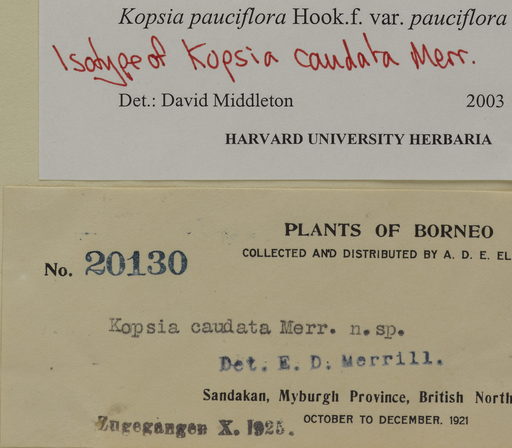 Kopsia pauciflora Hook.f. var. pauciflora
Isotype of Kopsia caudata Merr.
Det.: David Middleton 2003
HARVARD UNIVERSITY HERBARIA
PLANTS OF BORNEO
COLLECTED AND DISTRIBUTED BY A. D. E. EL
No. 20130
Kopsia caudata Merr. n.sp.
Det. E. D. Merrill.
Sandakan, Myburgh Province, British North
OCTOBER TO DECEMBER. 1921
Zugegangen X. 1925.